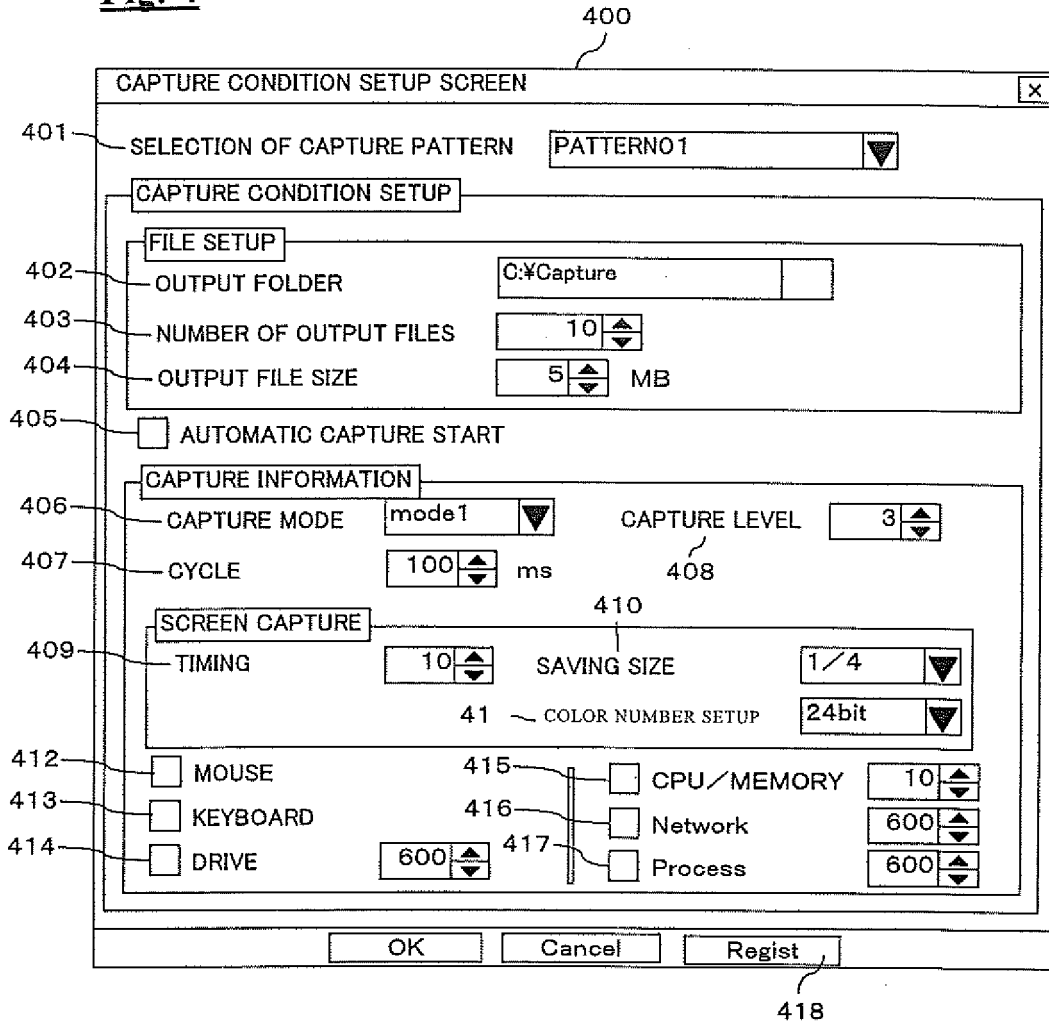 Fig. 4
400
CAPTURE CONDITION SETUP SCREEN ×
401 SELECTION OF CAPTURE PATTERN PATTERN01
CAPTURE CONDITION SETUP
FILE SETUP
402 OUTPUT FOLDER C:¥Capture
403 NUMBER OF OUTPUT FILES 10
404 OUTPUT FILE SIZE 5 MB
405 AUTOMATIC CAPTURE START
CAPTURE INFORMATION
406 CAPTURE MODE mode1 CAPTURE LEVEL 3
407 CYCLE 100 ms 408
SCREEN CAPTURE 410
409 TIMING 10 SAVING SIZE 1/4
41 COLOR NUMBER SETUP 24bit
412 MOUSE 415 CPU/MEMORY 10
413 KEYBOARD 416 Network 600
414 DRIVE 600 417 Process 600
OK Cancel Regist
418